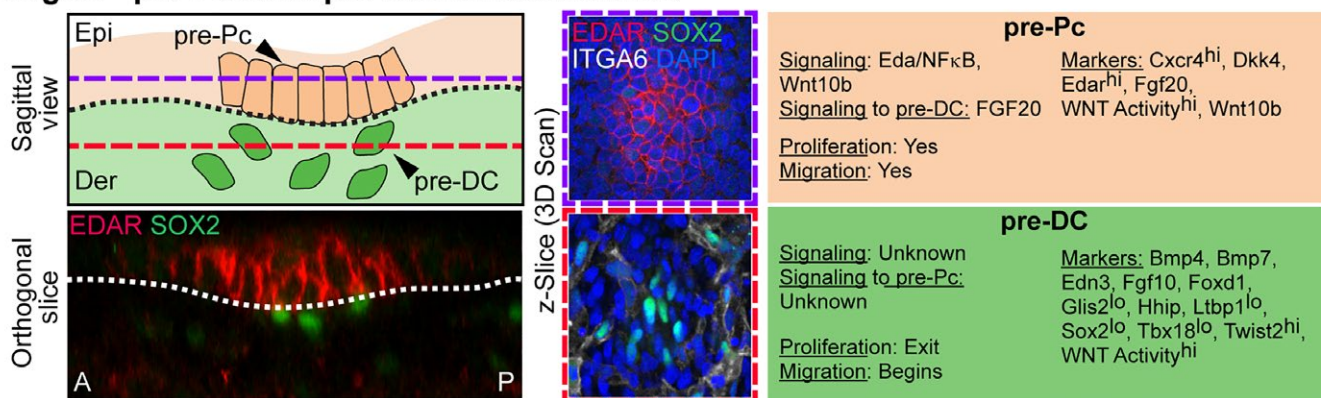 Epi
pre-Pc
Der
pre-DC
Sagittal
view
EDAR SOX2
A
P
Orthogonal
slice
EDAR SOX2
ITGA6 DAPI
z-Slice (3D Scan)
pre-Pc
Signaling: Eda/NFκB,
Wnt10b
Signaling to pre-DC: FGF20
Proliferation: Yes
Migration: Yes
Markers: Cxcr4hi, Dkk4,
Edarhi, Fgf20,
WNT Activityhi, Wnt10b
pre-DC
Signaling: Unknown
Signaling to pre-Pc:
Unknown
Proliferation: Exit
Migration: Begins
Markers: Bmp4, Bmp7,
Edn3, Fgf10, Foxd1,
Glis2lo, Hhip, Ltbp1lo,
Sox2lo, Tbx18lo, Twist2hi,
WNT Activityhi